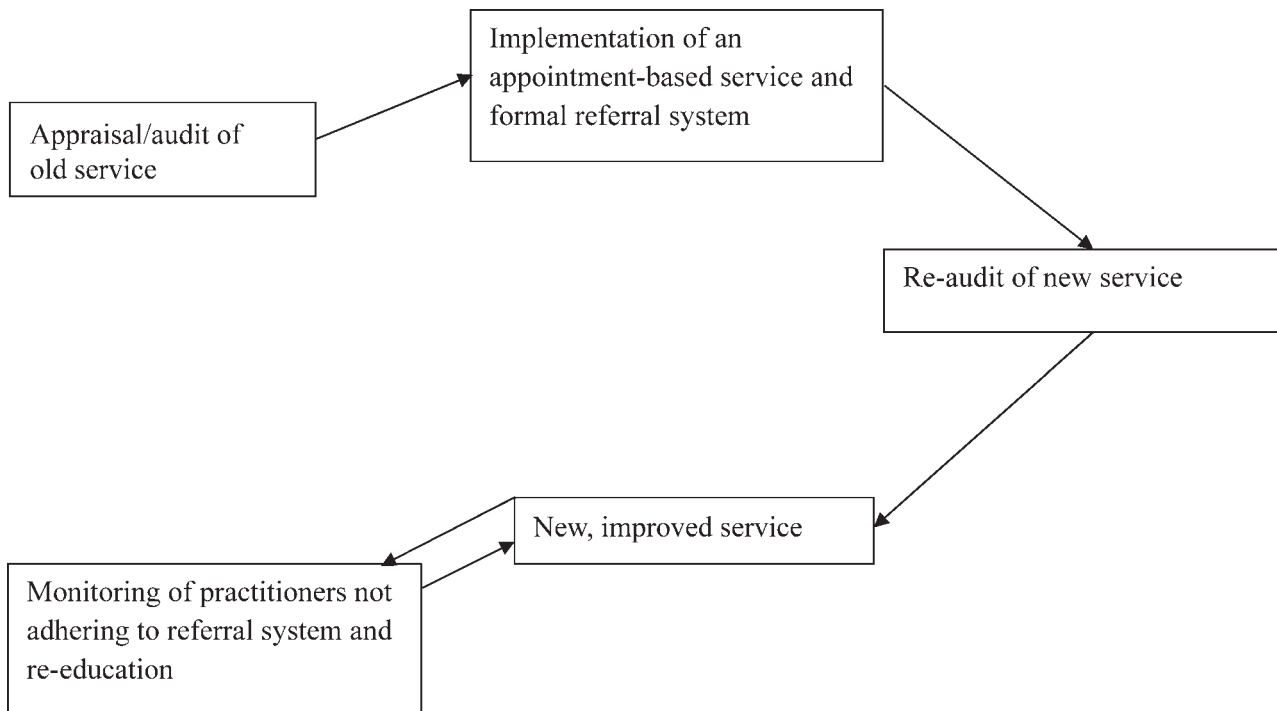 Implementation of an
appointment-based service and
formal referral system
Appraisal/audit of
old service
Re-audit of new service
New, improved service
Monitoring of practitioners not
adhering to referral system and
re-education